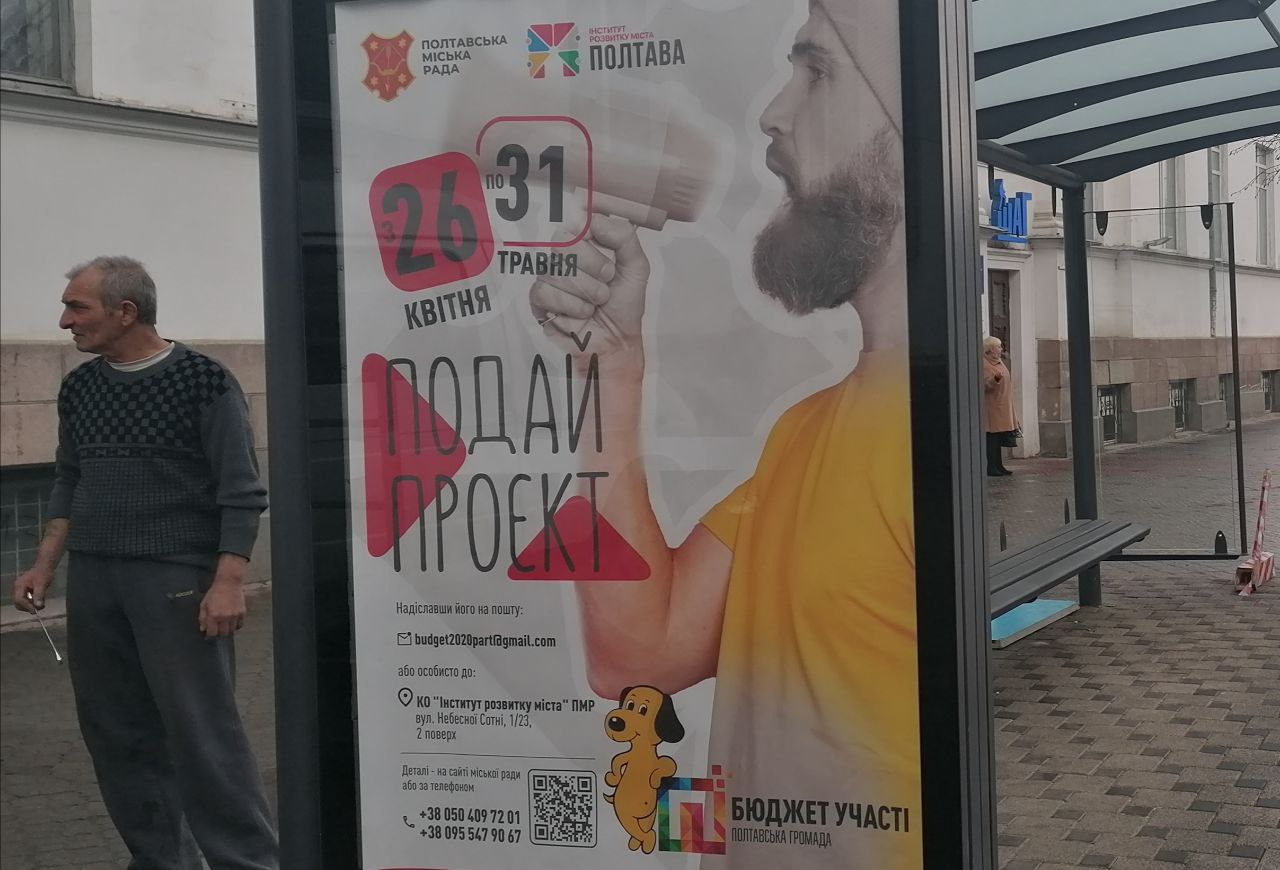 ПОЛТАВСЬКА
МІСЬКА
РАДА
ІНСТИТУТ
РОЗВИТКУ МІСТА
ПОЛТАВА
З 26
КВІТНЯ
ПО 31
ТРАВНЯ
ПОДАЙ
ПРОЄКТ
Надіславши його на пошту:
budget2020part@gmail.com
або особисто до:
КО "Інститут розвитку міста" ПМР
вул. Небесної Сотні, 1/23,
2 поверх
Деталі - на сайті міської ради
або за телефоном
+38 050 409 72 01
+38 095 547 90 67
БЮДЖЕТ УЧАСТІ
ПОЛТАВСЬКА ГРОМАДА
ШАГ